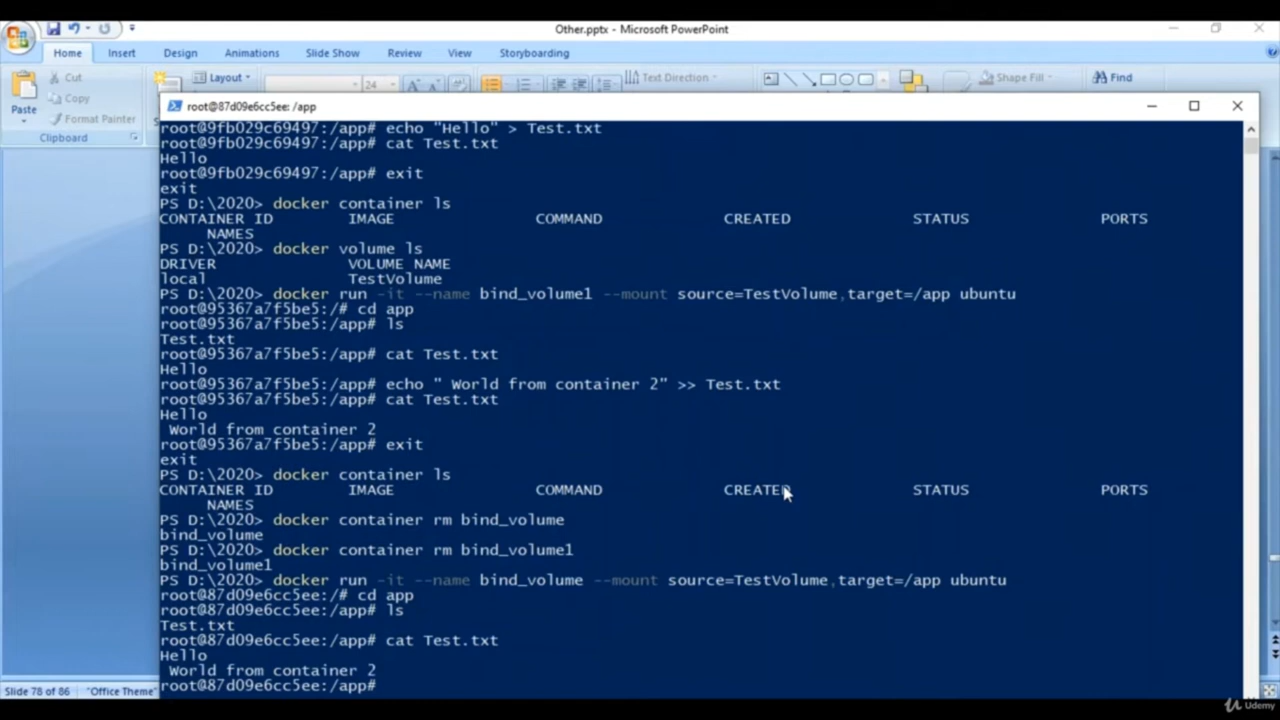 Other.pptx - Microsoft PowerPoint
Home Insert Design Animations Slide Show Review View Storyboarding
Cut
Copy
Format Painter
Paste
Clipboard
Layout
24
Text Direction
Shape Fill
Find
root@87d09e6cc5ee: /app
root@9fb029c69497:/app# echo "Hello" > Test.txt
root@9fb029c69497:/app# cat Test.txt
Hello
root@9fb029c69497:/app# exit
exit
PS D:\2020> docker container ls
CONTAINER ID IMAGE COMMAND CREATED STATUS PORTS
NAMES
PS D:\2020> docker volume ls
DRIVER VOLUME NAME
local TestVolume
PS D:\2020> docker run -it --name bind_volume1 --mount source=TestVolume,target=/app ubuntu
root@95367a7f5be5:/# cd app
root@95367a7f5be5:/app# ls
Test.txt
root@95367a7f5be5:/app# cat Test.txt
Hello
root@95367a7f5be5:/app# echo " World from container 2" >> Test.txt
root@95367a7f5be5:/app# cat Test.txt
Hello
 World from container 2
root@95367a7f5be5:/app# exit
exit
PS D:\2020> docker container ls
CONTAINER ID IMAGE COMMAND CREATED STATUS PORTS
NAMES
PS D:\2020> docker container rm bind_volume
bind_volume
PS D:\2020> docker container rm bind_volume1
bind_volume1
PS D:\2020> docker run -it --name bind_volume --mount source=TestVolume,target=/app ubuntu
root@87d09e6cc5ee:/# cd app
root@87d09e6cc5ee:/app# ls
Test.txt
root@87d09e6cc5ee:/app# cat Test.txt
Hello
 World from container 2
root@87d09e6cc5ee:/app#
Slide 78 of 86 "Office Theme"
Udemy